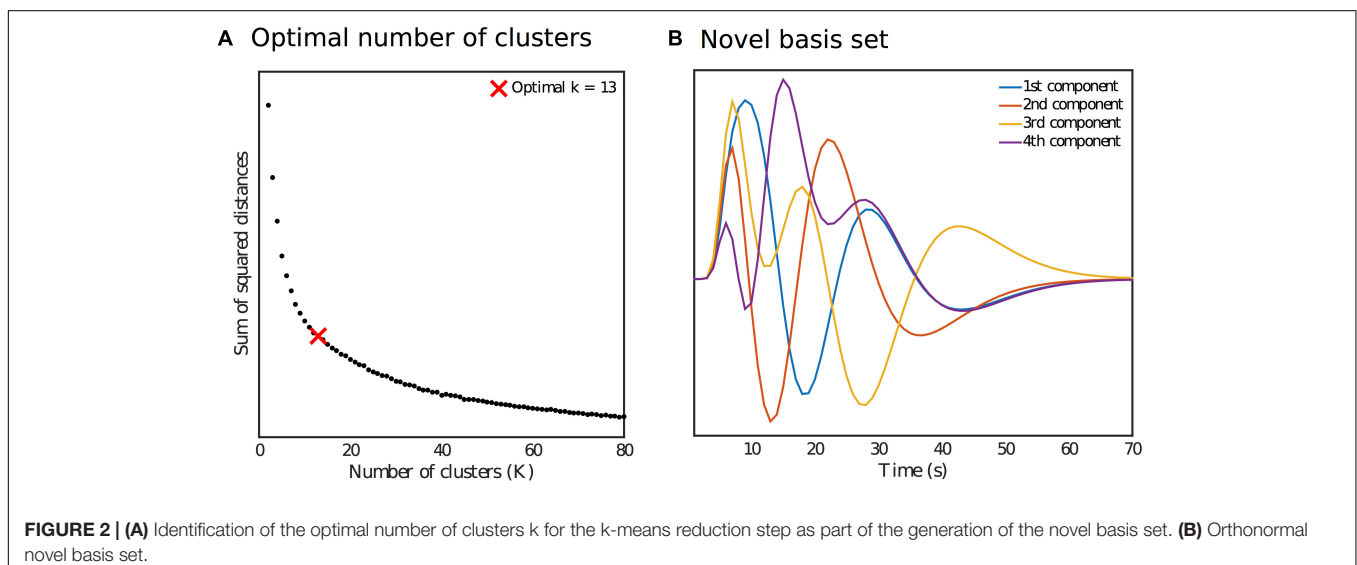 A Optimal number of clusters
Optimal k = 13
Sum of squared distances
0 20 40 60 80
Number of clusters (K)
B Novel basis set
1st component
2nd component
3rd component
4th component
10 20 30 40 50 60 70
Time (s)
FIGURE 2 | (A) Identification of the optimal number of clusters k for the k-means reduction step as part of the generation of the novel basis set. (B) Orthonormal
novel basis set.